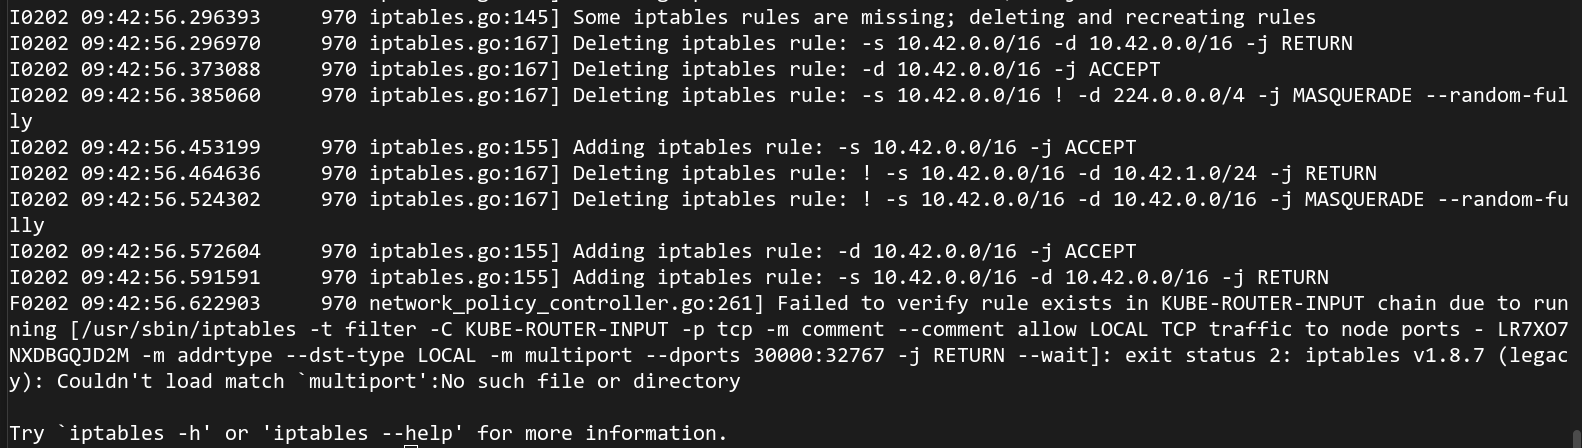 I0202 09:42:56.296393     970 iptables.go:145] Some iptables rules are missing; deleting and recreating rules
I0202 09:42:56.296970     970 iptables.go:167] Deleting iptables rule: -s 10.42.0.0/16 -d 10.42.0.0/16 -j RETURN
I0202 09:42:56.373088     970 iptables.go:167] Deleting iptables rule: -d 10.42.0.0/16 -j ACCEPT
I0202 09:42:56.385060     970 iptables.go:167] Deleting iptables rule: -s 10.42.0.0/16 ! -d 224.0.0.0/4 -j MASQUERADE --random-ful
ly
I0202 09:42:56.453199     970 iptables.go:155] Adding iptables rule: -s 10.42.0.0/16 -j ACCEPT
I0202 09:42:56.464636     970 iptables.go:167] Deleting iptables rule: ! -s 10.42.0.0/16 -d 10.42.1.0/24 -j RETURN
I0202 09:42:56.524302     970 iptables.go:167] Deleting iptables rule: ! -s 10.42.0.0/16 -d 10.42.0.0/16 -j MASQUERADE --random-fu
lly
I0202 09:42:56.572604     970 iptables.go:155] Adding iptables rule: -d 10.42.0.0/16 -j ACCEPT
I0202 09:42:56.591591     970 iptables.go:155] Adding iptables rule: -s 10.42.0.0/16 -d 10.42.0.0/16 -j RETURN
F0202 09:42:56.622903     970 network_policy_controller.go:261] Failed to verify rule exists in KUBE-ROUTER-INPUT chain due to run
ning [/usr/sbin/iptables -t filter -C KUBE-ROUTER-INPUT -p tcp -m comment --comment allow LOCAL TCP traffic to node ports - LR7XO7
NXDBGQJD2M -m addrtype --dst-type LOCAL -m multiport --dports 30000:32767 -j RETURN --wait]: exit status 2: iptables v1.8.7 (legac
y): Couldn't load match `multiport':No such file or directory
Try `iptables -h' or 'iptables --help' for more information.